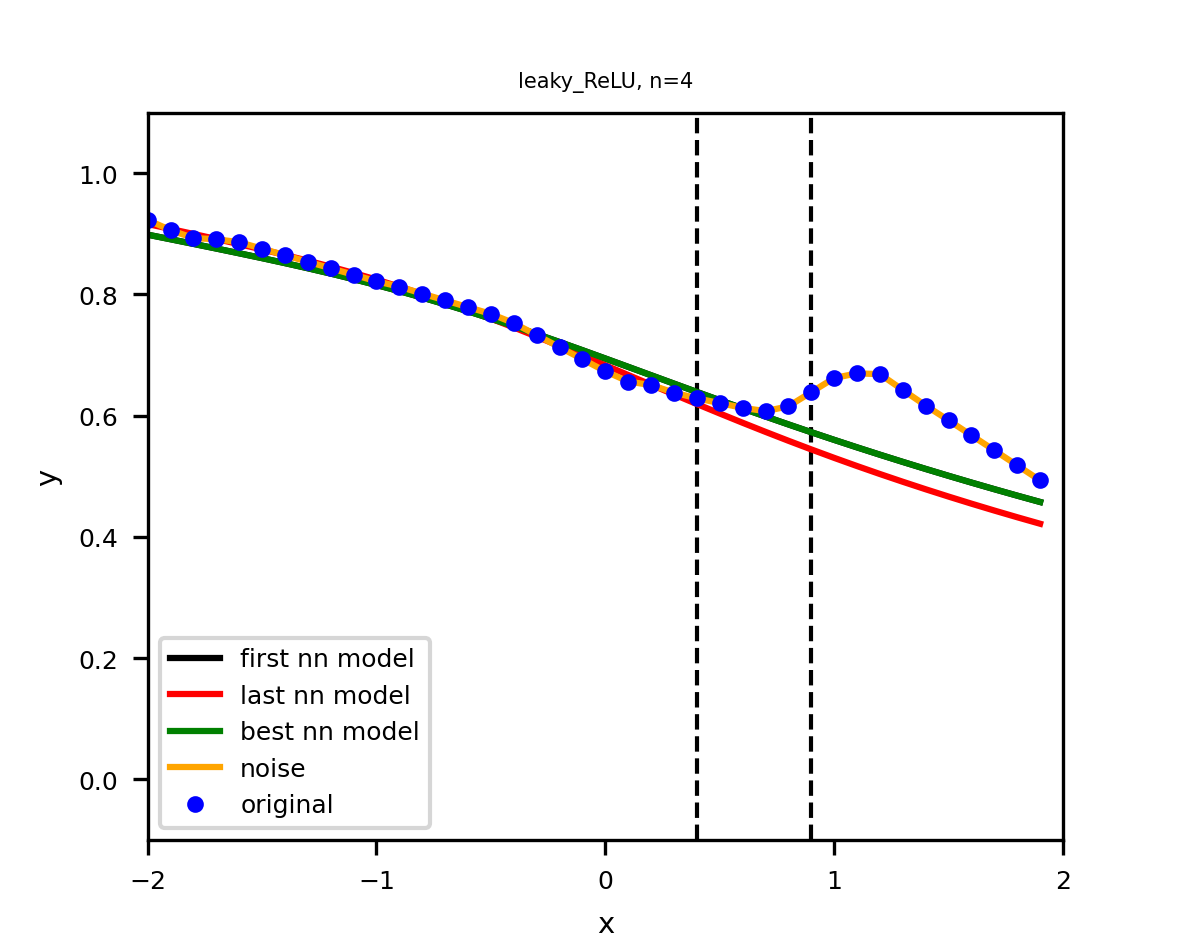 leaky_ReLU, n=4
1.0
0.8
0.6
0.4
0.2
0.0
y
first nn model
last nn model
best nn model
noise
original
−2
−1
0
1
2
x